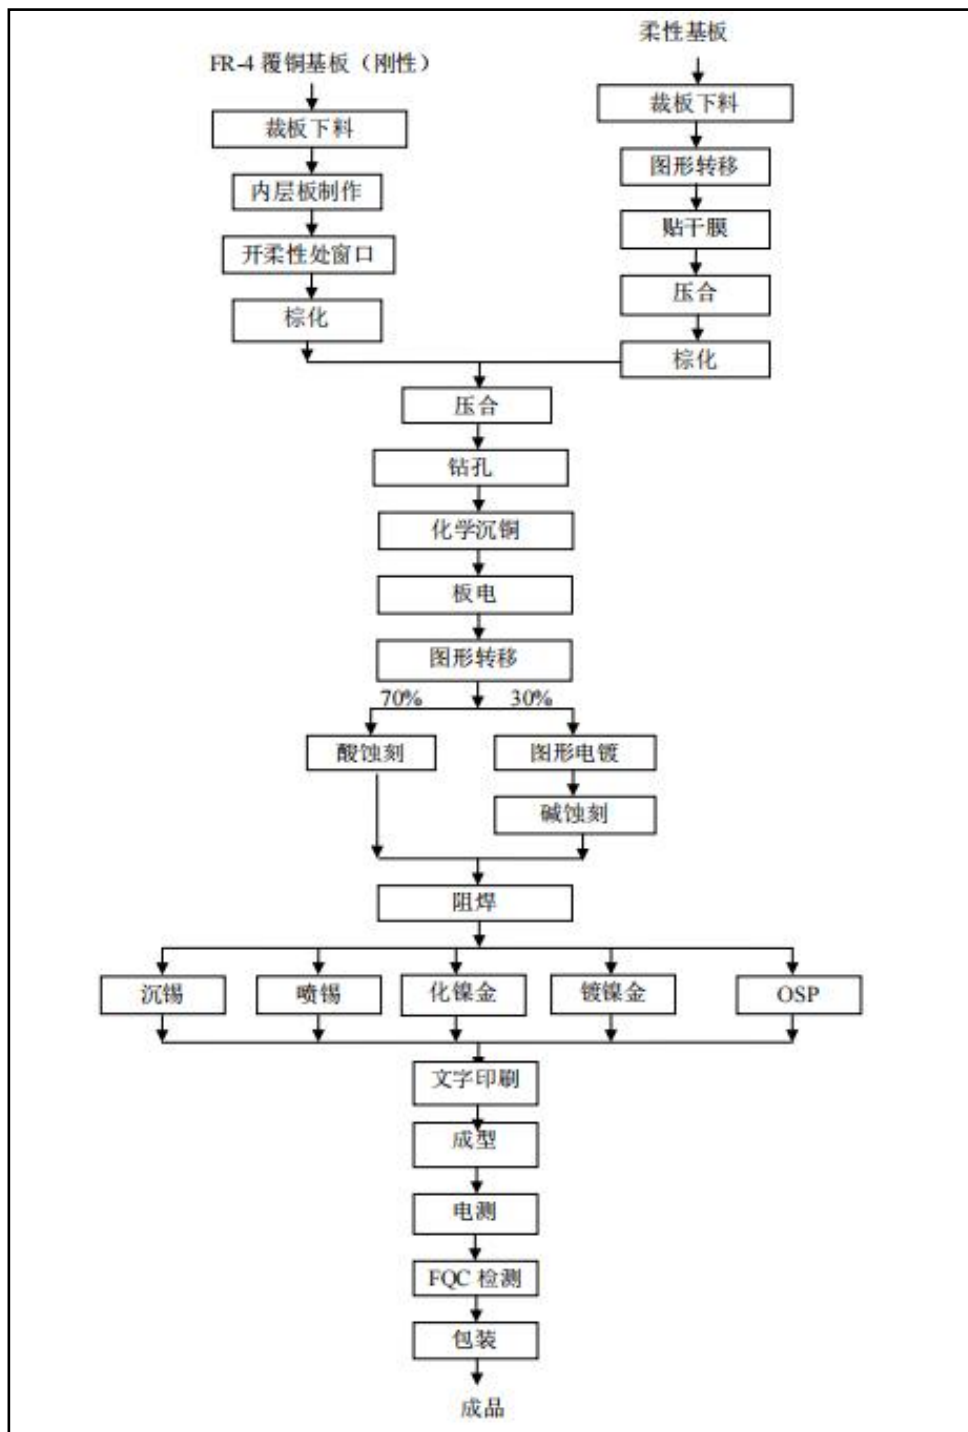 柔性基板
FR-4 覆铜基板（刚性）
裁板下料
裁板下料
图形转移
内层板制作
贴干膜
开柔性处窗口
压合
棕化
棕化
压合
钻孔
化学沉铜
板电
图形转移
70% 30%
酸蚀刻 图形电镀
碱蚀刻
阻焊
沉锡 喷锡 化镍金 镀镍金 OSP
文字印刷
成型
电测
FQC 检测
包装
成品